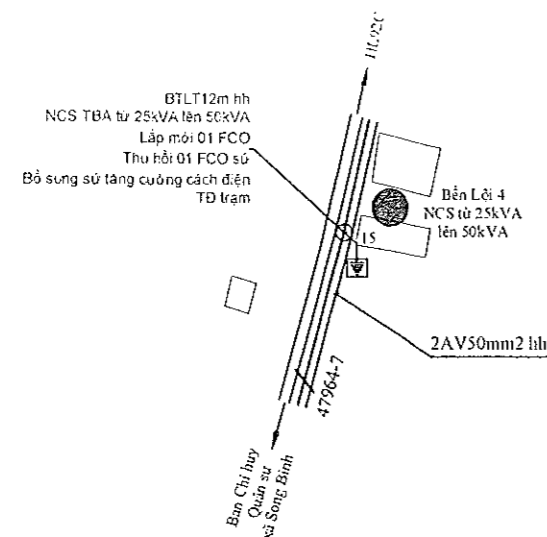 HL92C
BTLT12m hh
NCS TBA từ 25kVA lên 50kVA
Lắp mới 01 FCO
Thu hồi 01 FCO sứ
Bổ sung sứ tăng cường cách điện
TĐ trạm
Bến Lội 4
NCS từ 25kVA
lên 50kVA
15
2AV50mm2 hh
47964-7
Ban Chỉ huy
Quân sự
xã Song Bình